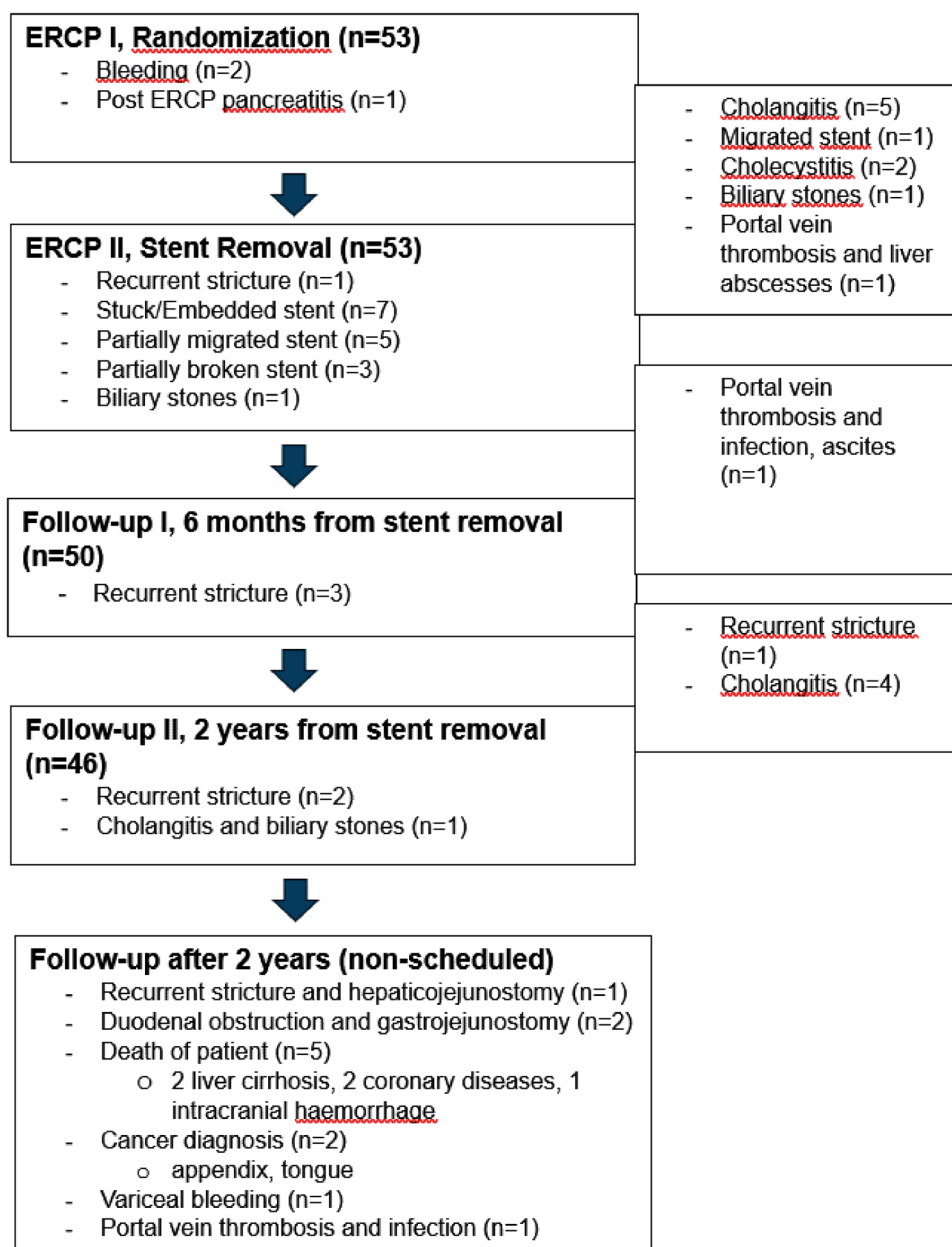 ERCP I, Randomization (n=53)
- Bleeding (n=2)
- Post ERCP pancreatitis (n=1)
- Cholangitis (n=5)
- Migrated stent (n=1)
- Cholecystitis (n=2)
- Biliary stones (n=1)
- Portal vein
thrombosis and liver
abscesses (n=1)
ERCP II, Stent Removal (n=53)
- Recurrent stricture (n=1)
- Stuck/Embedded stent (n=7)
- Partially migrated stent (n=5)
- Partially broken stent (n=3)
- Biliary stones (n=1)
- Portal vein
thrombosis and
infection, ascites
(n=1)
Follow-up I, 6 months from stent removal
(n=50)
- Recurrent stricture (n=3)
- Recurrent stricture
(n=1)
- Cholangitis (n=4)
Follow-up II, 2 years from stent removal
(n=46)
- Recurrent stricture (n=2)
- Cholangitis and biliary stones (n=1)
Follow-up after 2 years (non-scheduled)
- Recurrent stricture and hepaticojejunostomy (n=1)
- Duodenal obstruction and gastrojejunostomy (n=2)
- Death of patient (n=5)
o 2 liver cirrhosis, 2 coronary diseases, 1
intracranial haemorrhage
- Cancer diagnosis (n=2)
o appendix, tongue
- Variceal bleeding (n=1)
- Portal vein thrombosis and infection (n=1)